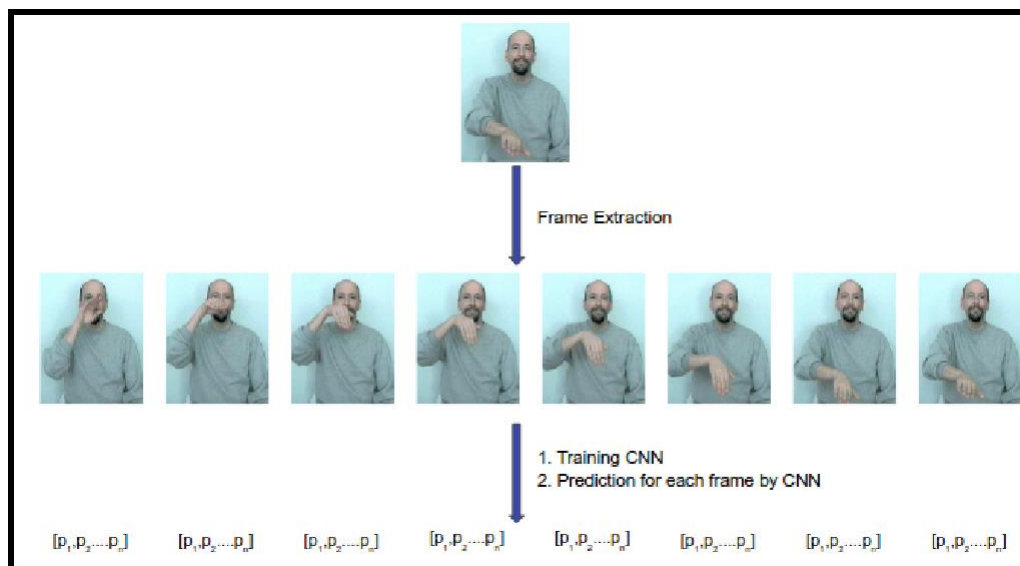 Frame Extraction
1. Training CNN
2. Prediction for each frame by CNN
[p₁,p₂....pₙ] [p₁,p₂....pₙ] [p₁,p₂....pₙ] [p₁,p₂....pₙ] [p₁,p₂....pₙ] [p₁,p₂....pₙ] [p₁,p₂....pₙ] [p₁,p₂....pₙ]